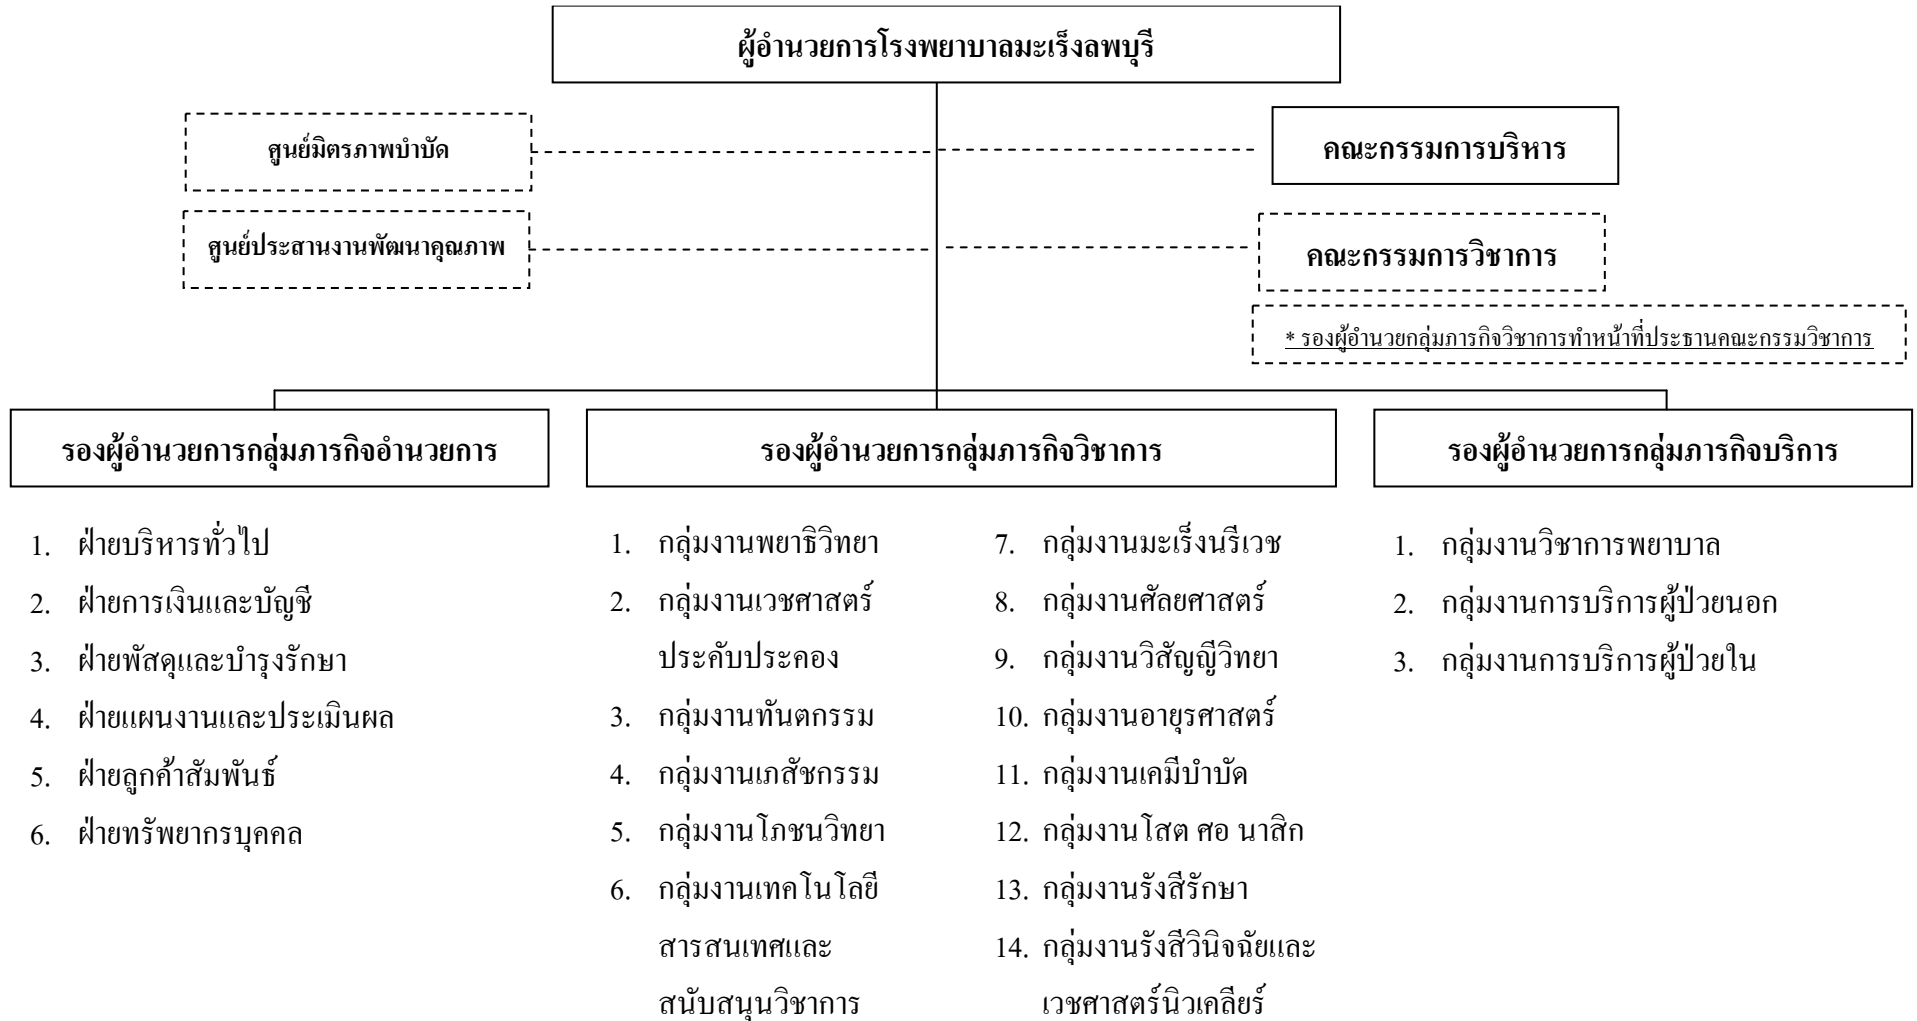 ผู้อำนวยการโรงพยาบาลมะเร็งลพบุรี
ศูนย์มิตรภาพบำบัด
คณะกรรมการบริหาร
ศูนย์ประสานงานพัฒนาคุณภาพ
คณะกรรมการวิชาการ
* รองผู้อำนวยกลุ่มภารกิจวิชาการทำหน้าที่ประธานคณะกรรมวิชาการ
รองผู้อำนวยการกลุ่มภารกิจอำนวยการ
1. ฝ่ายบริหารทั่วไป
2. ฝ่ายการเงินและบัญชี
3. ฝ่ายพัสดุและบำรุงรักษา
4. ฝ่ายแผนงานและประเมินผล
5. ฝ่ายลูกค้าสัมพันธ์
6. ฝ่ายทรัพยากรบุคคล
รองผู้อำนวยการกลุ่มภารกิจวิชาการ
1. กลุ่มงานพยาธิวิทยา
2. กลุ่มงานเวชศาสตร์
ประคับประคอง
3. กลุ่มงานทันตกรรม
4. กลุ่มงานเภสัชกรรม
5. กลุ่มงานโภชนวิทยา
6. กลุ่มงานเทคโนโลยี
สารสนเทศและ
สนับสนุนวิชาการ
7. กลุ่มงานมะเร็งนรีเวช
8. กลุ่มงานศัลยศาสตร์
9. กลุ่มงานวิสัญญีวิทยา
10. กลุ่มงานอายุรศาสตร์
11. กลุ่มงานเคมีบำบัด
12. กลุ่มงานโสต ศอ นาสิก
13. กลุ่มงานรังสีรักษา
14. กลุ่มงานรังสีวินิจฉัยและ
เวชศาสตร์นิวเคลียร์
รองผู้อำนวยการกลุ่มภารกิจบริการ
1. กลุ่มงานวิชาการพยาบาล
2. กลุ่มงานการบริการผู้ป่วยนอก
3. กลุ่มงานการบริการผู้ป่วยใน